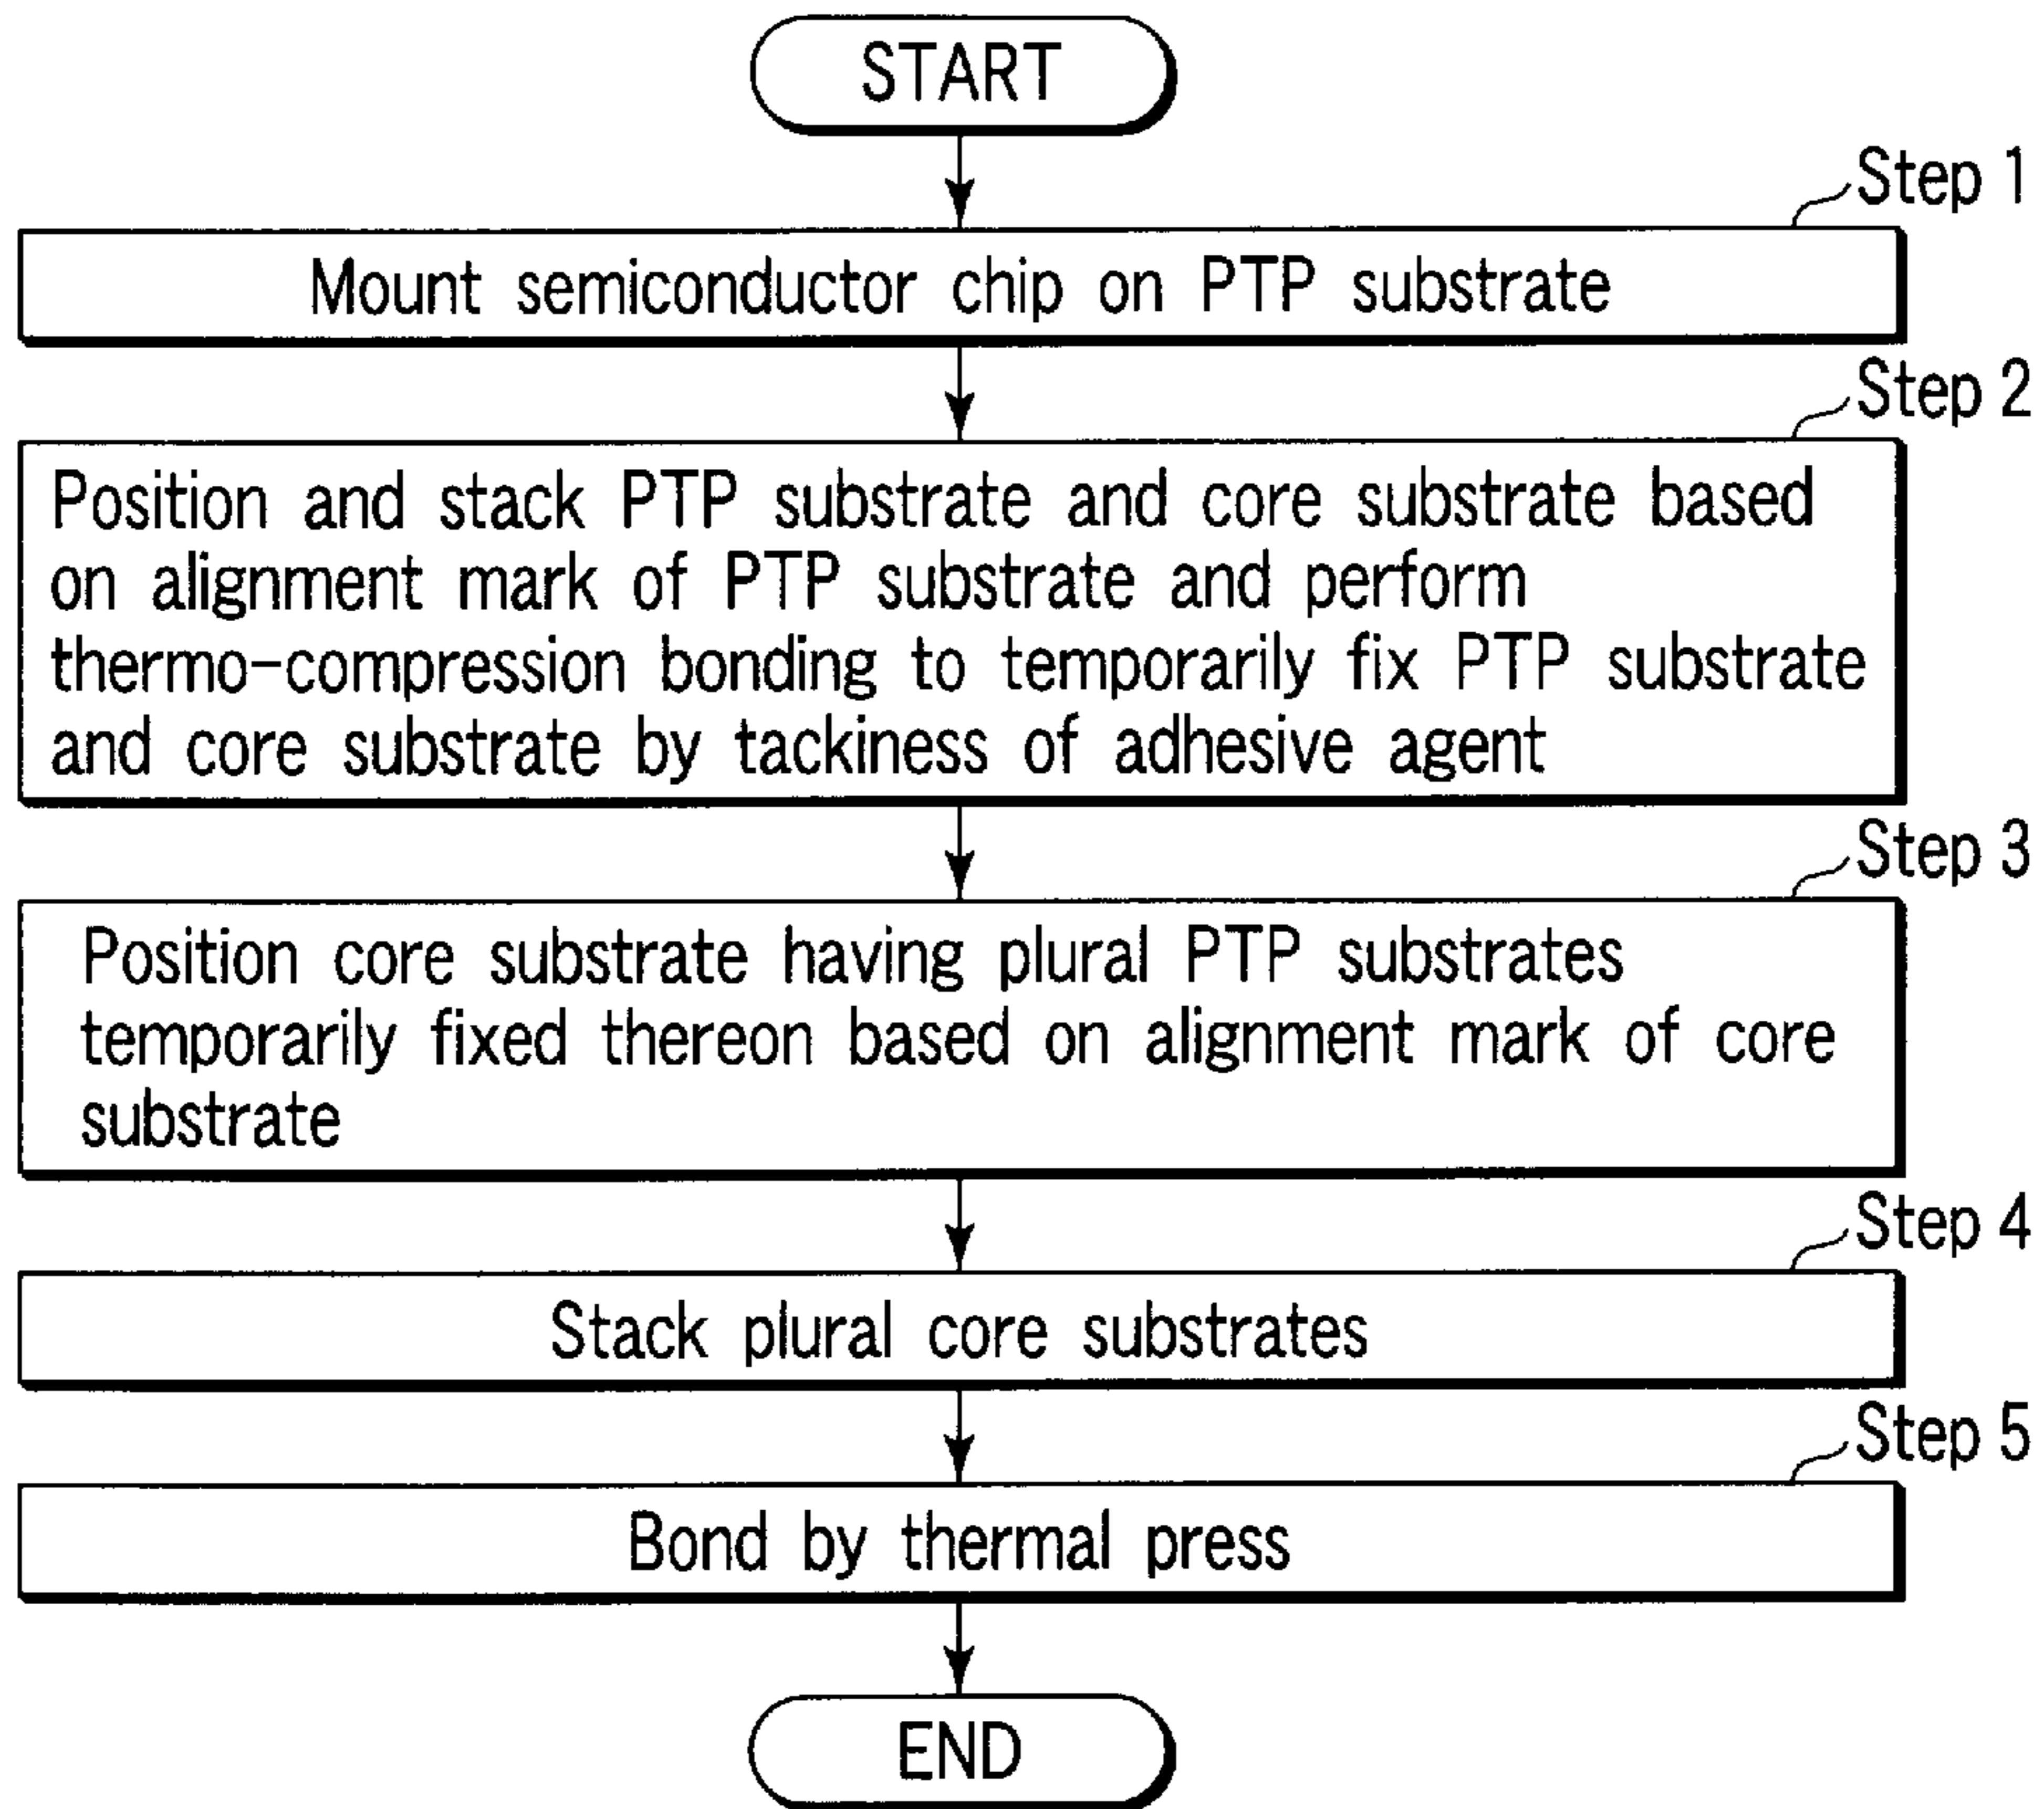 START
Step 1
Mount semiconductor chip on PTP substrate
Step 2
Position and stack PTP substrate and core substrate based
on alignment mark of PTP substrate and perform
thermo-compression bonding to temporarily fix PTP substrate
and core substrate by tackiness of adhesive agent
Step 3
Position core substrate having plural PTP substrates
temporarily fixed thereon based on alignment mark of core
substrate
Step 4
Stack plural core substrates
Step 5
Bond by thermal press
END